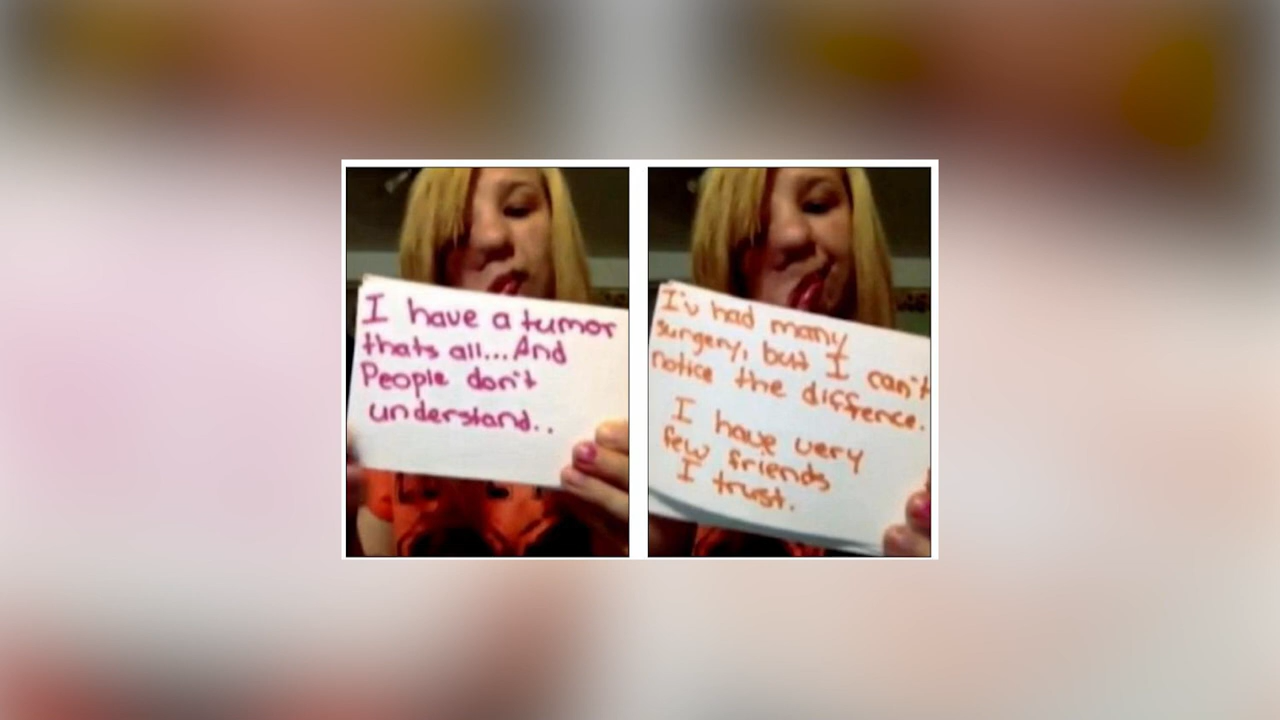 I have a tumor
thats all...And
People don't
understand..
I'v had many
surgery, but I can't
notice the diffence.
I have very
few friends
I trust.